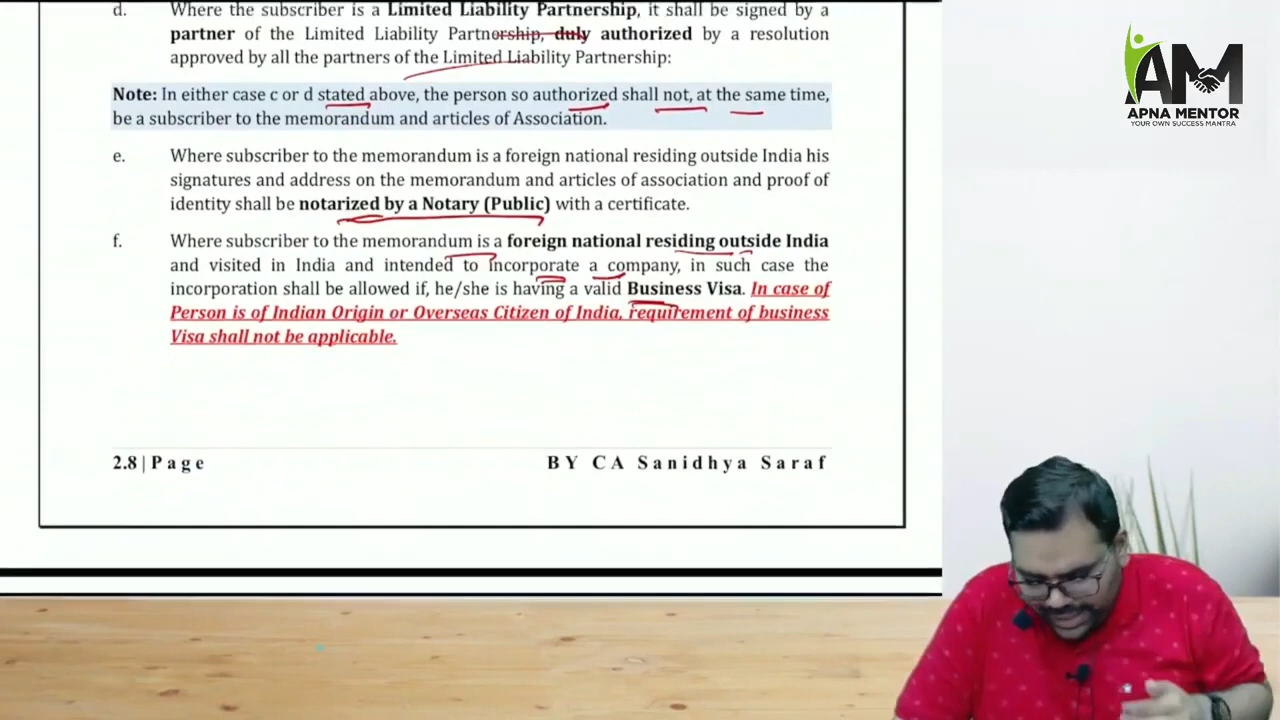 d. Where the subscriber is a Limited Liability Partnership, it shall be signed by a
partner of the Limited Liability Partnership, duly authorized by a resolution
approved by all the partners of the Limited Liability Partnership:
Note: In either case c or d stated above, the person so authorized shall not, at the same time,
be a subscriber to the memorandum and articles of Association.
e. Where subscriber to the memorandum is a foreign national residing outside India his
signatures and address on the memorandum and articles of association and proof of
identity shall be notarized by a Notary (Public) with a certificate.
f. Where subscriber to the memorandum is a foreign national residing outside India
and visited in India and intended to incorporate a company, in such case the
incorporation shall be allowed if, he/she is having a valid Business Visa. In case of
Person is of Indian Origin or Overseas Citizen of India, requirement of business
Visa shall not be applicable.
2.8 | Page
BY CA Sanidhya Saraf
AM
APNA MENTOR
YOUR OWN SUCCESS MANTRA